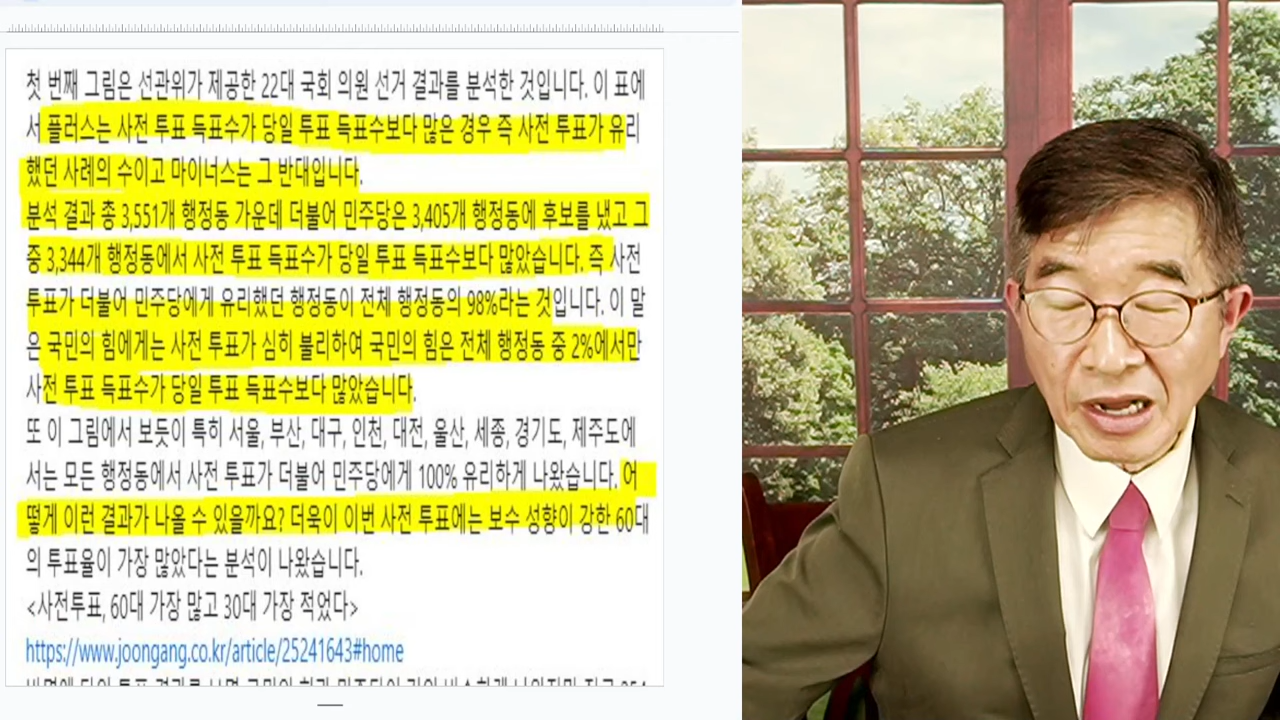 첫 번째 그림은 선관위가 제공한 22대 국회 의원 선거 결과를 분석한 것입니다. 이 표에
서 플러스는 사전 투표 득표수가 당일 투표 득표수보다 많은 경우 즉 사전 투표가 유리
했던 사례의 수이고 마이너스는 그 반대입니다.
분석 결과 총 3,551개 행정동 가운데 더불어 민주당은 3,405개 행정동에 후보를 냈고 그
중 3,344개 행정동에서 사전 투표 득표수가 당일 투표 득표수보다 많았습니다. 즉 사전
투표가 더불어 민주당에게 유리했던 행정동이 전체 행정동의 98%라는 것입니다. 이 말
은 국민의 힘에게는 사전 투표가 심히 불리하여 국민의 힘은 전체 행정동 중 2%에서만
사전 투표 득표수가 당일 투표 득표수보다 많았습니다.
또 이 그림에서 보듯이 특히 서울, 부산, 대구, 인천, 대전, 울산, 세종, 경기도, 제주도에
서는 모든 행정동에서 사전 투표가 더불어 민주당에게 100% 유리하게 나왔습니다. 어
떻게 이런 결과가 나올 수 있을까요? 더욱이 이번 사전 투표에는 보수 성향이 강한 60대
의 투표율이 가장 많았다는 분석이 나왔습니다.
<사전투표, 60대 가장 많고 30대 가장 적었다>
https://www.joongang.co.kr/article/25241643#home